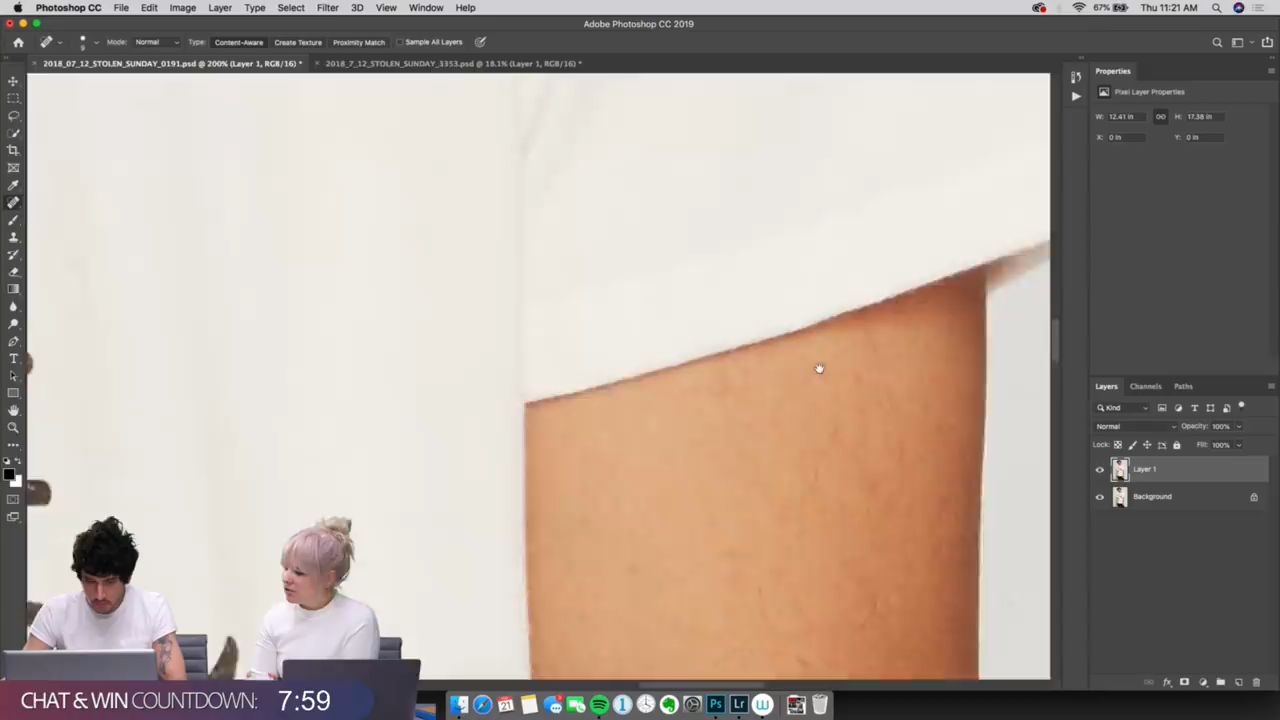 Photoshop CC File Edit Image Layer Type Select Filter 3D View Window Help 67% Thu 11:21 AM
Adobe Photoshop CC 2019
Mode: Normal Type: Content-Aware Create Texture Proximity Match Sample All Layers
9
2018_07_12_STOLEN_SUNDAY_0191.psd @ 200% (Layer 1, RGB/16) * 2018_7_12_STOLEN_SUNDAY_3353.psd @ 18.1% (Layer 1, RGB/16) *
Properties
Pixel Layer Properties
W: 12.41 in H: 17.38 in
X: 0 in Y: 0 in
Layers Channels Paths
Kind
Normal Opacity: 100%
Lock: Fill: 100%
Layer 1
Background
CHAT & WIN COUNTDOWN: 7:59
21
Ps Lr